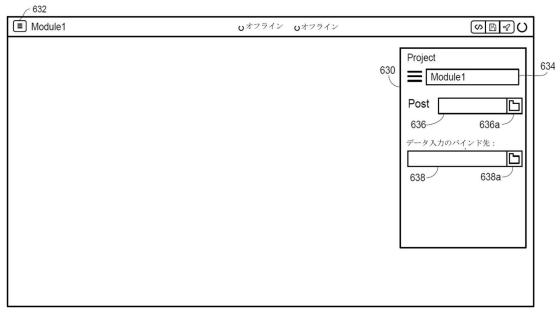 632
Module1
オフライン オフライン
Project
630
Module1
634
Post
636
636a
データ入力のバインド先：
638
638a